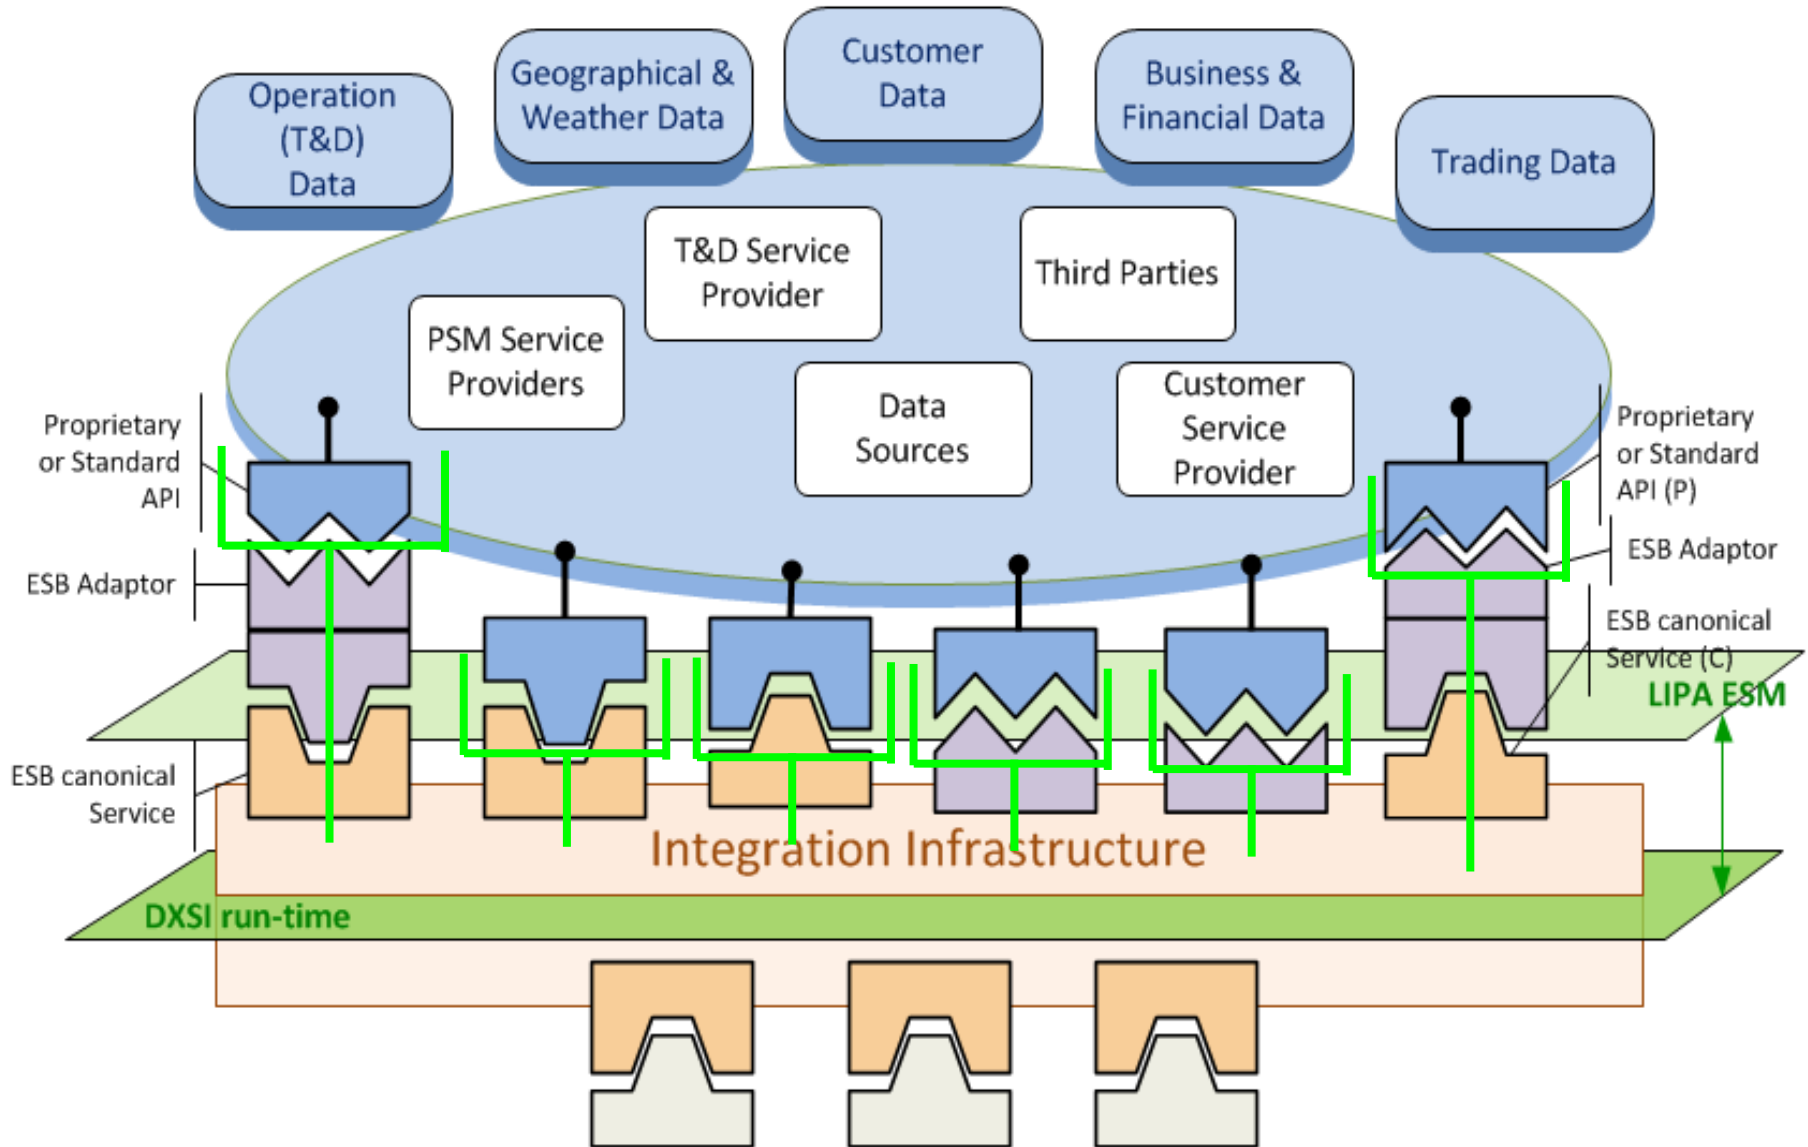 Operation
(T&D)
Data
Geographical &
Weather Data
Customer
Data
Business &
Financial Data
Trading Data
T&D Service
Provider
Third Parties
PSM Service
Providers
Data
Sources
Customer
Service
Provider
Proprietary
or Standard
API
ESB Adaptor
ESB canonical
Service
Proprietary
or Standard
API (P)
ESB Adaptor
ESB canonical
Service (C)
LIPA ESM
Integration Infrastructure
DXSI run-time